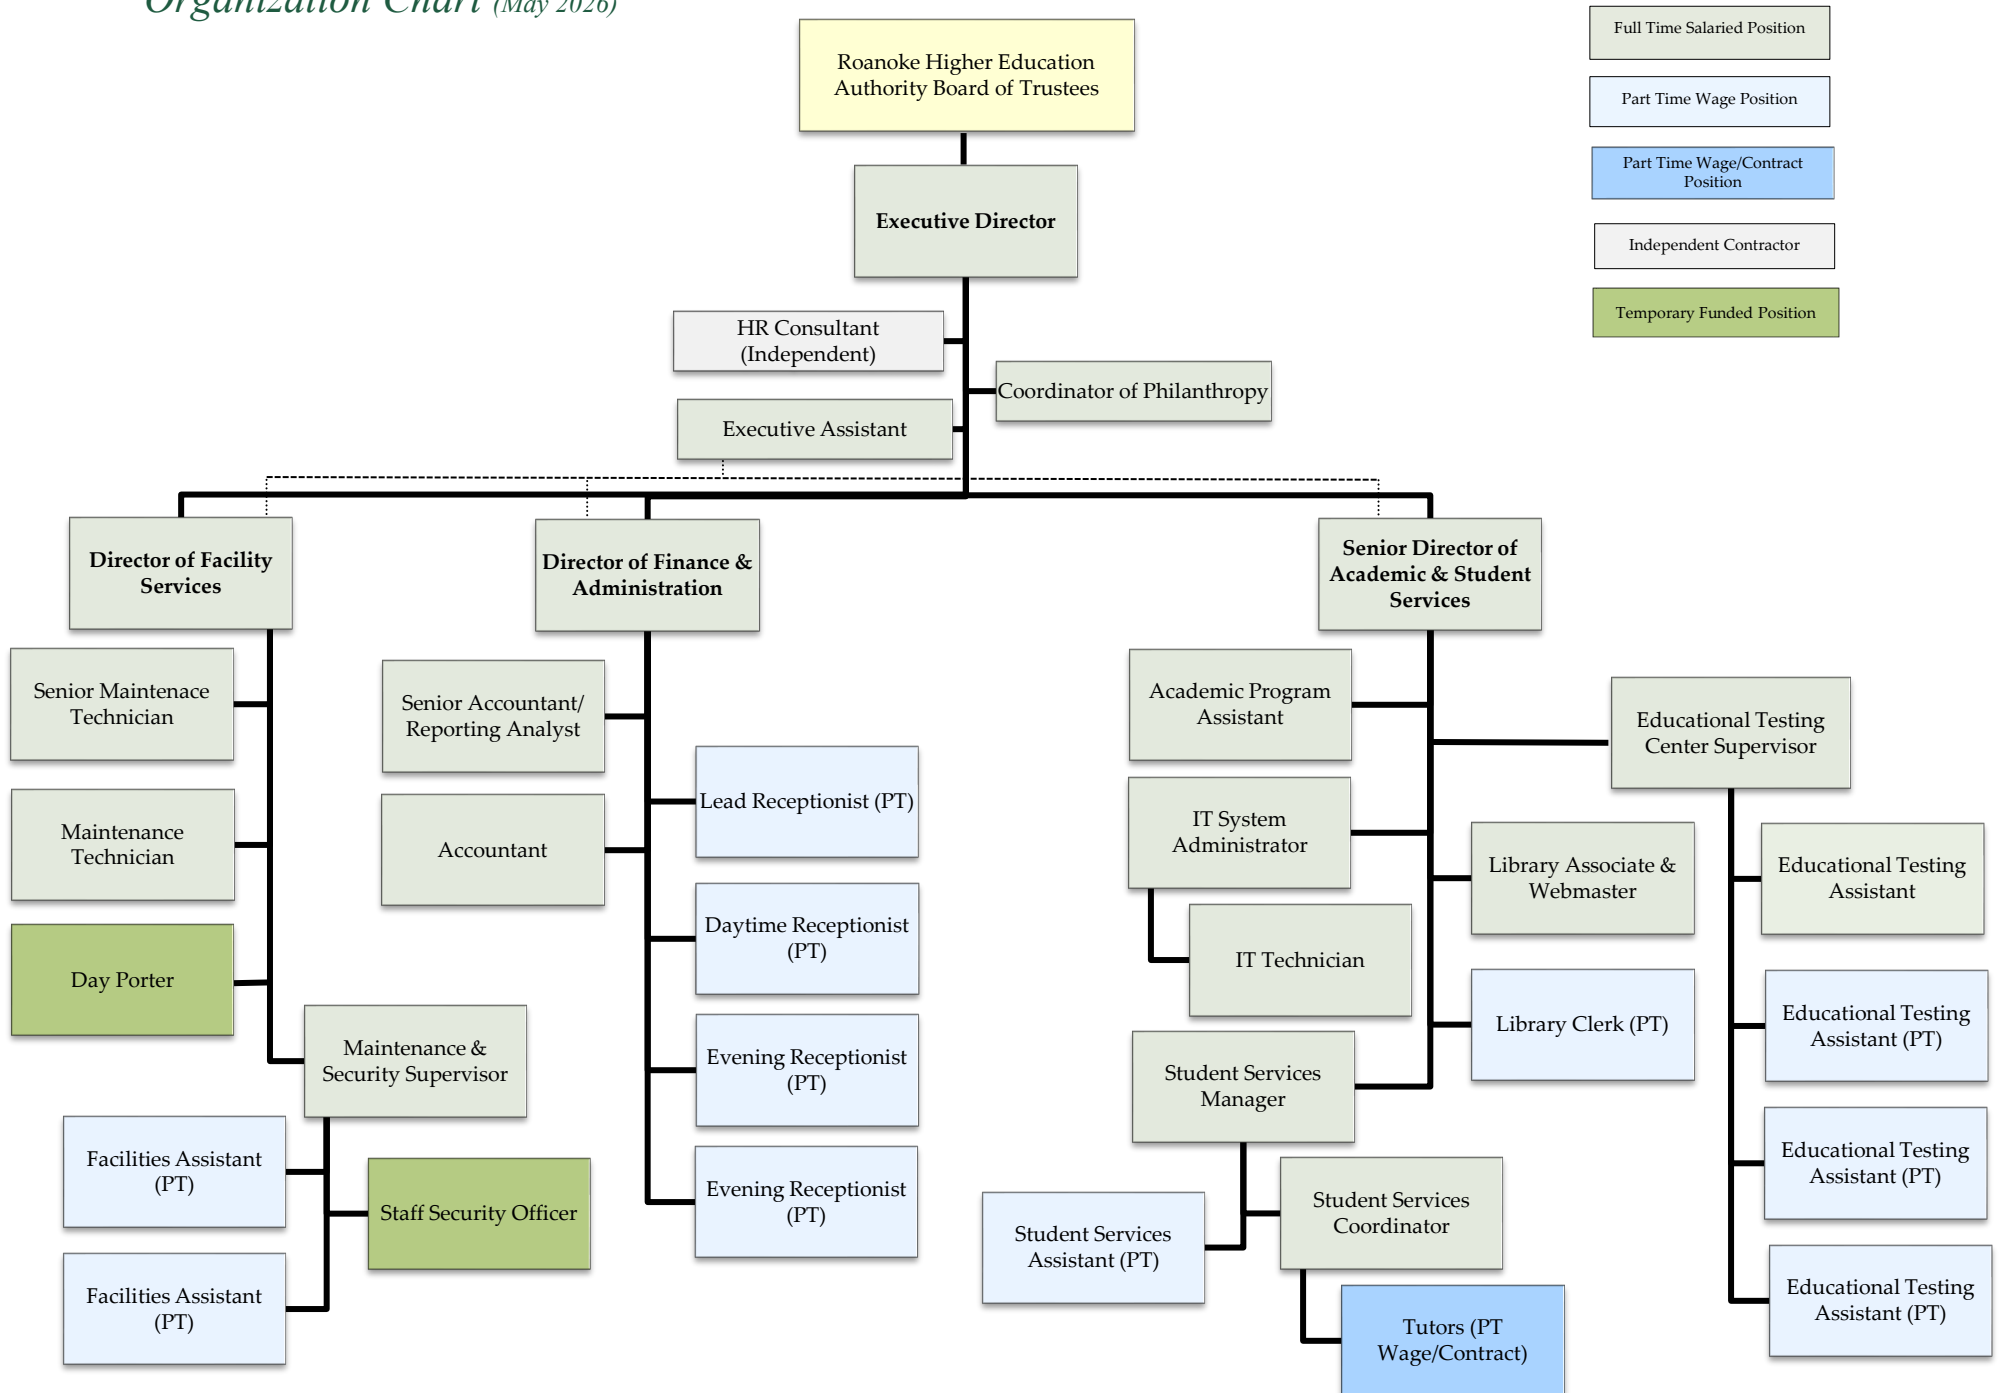 Organization Chart (May 2026)
Full Time Salaried Position
Part Time Wage Position
Part Time Wage/Contract
Position
Independent Contractor
Temporary Funded Position
Roanoke Higher Education
Authority Board of Trustees
Executive Director
HR Consultant
(Independent)
Coordinator of Philanthropy
Executive Assistant
Director of Facility
Services
Director of Finance &
Administration
Senior Director of
Academic & Student
Services
Senior Maintenace
Technician
Maintenance
Technician
Day Porter
Maintenance &
Security Supervisor
Facilities Assistant
(PT)
Staff Security Officer
Facilities Assistant
(PT)
Senior Accountant/
Reporting Analyst
Accountant
Lead Receptionist (PT)
Daytime Receptionist
(PT)
Evening Receptionist
(PT)
Evening Receptionist
(PT)
Academic Program
Assistant
IT System
Administrator
IT Technician
Student Services
Manager
Student Services
Assistant (PT)
Student Services
Coordinator
Tutors (PT
Wage/Contract)
Library Associate &
Webmaster
Library Clerk (PT)
Educational Testing
Center Supervisor
Educational Testing
Assistant
Educational Testing
Assistant (PT)
Educational Testing
Assistant (PT)
Educational Testing
Assistant (PT)